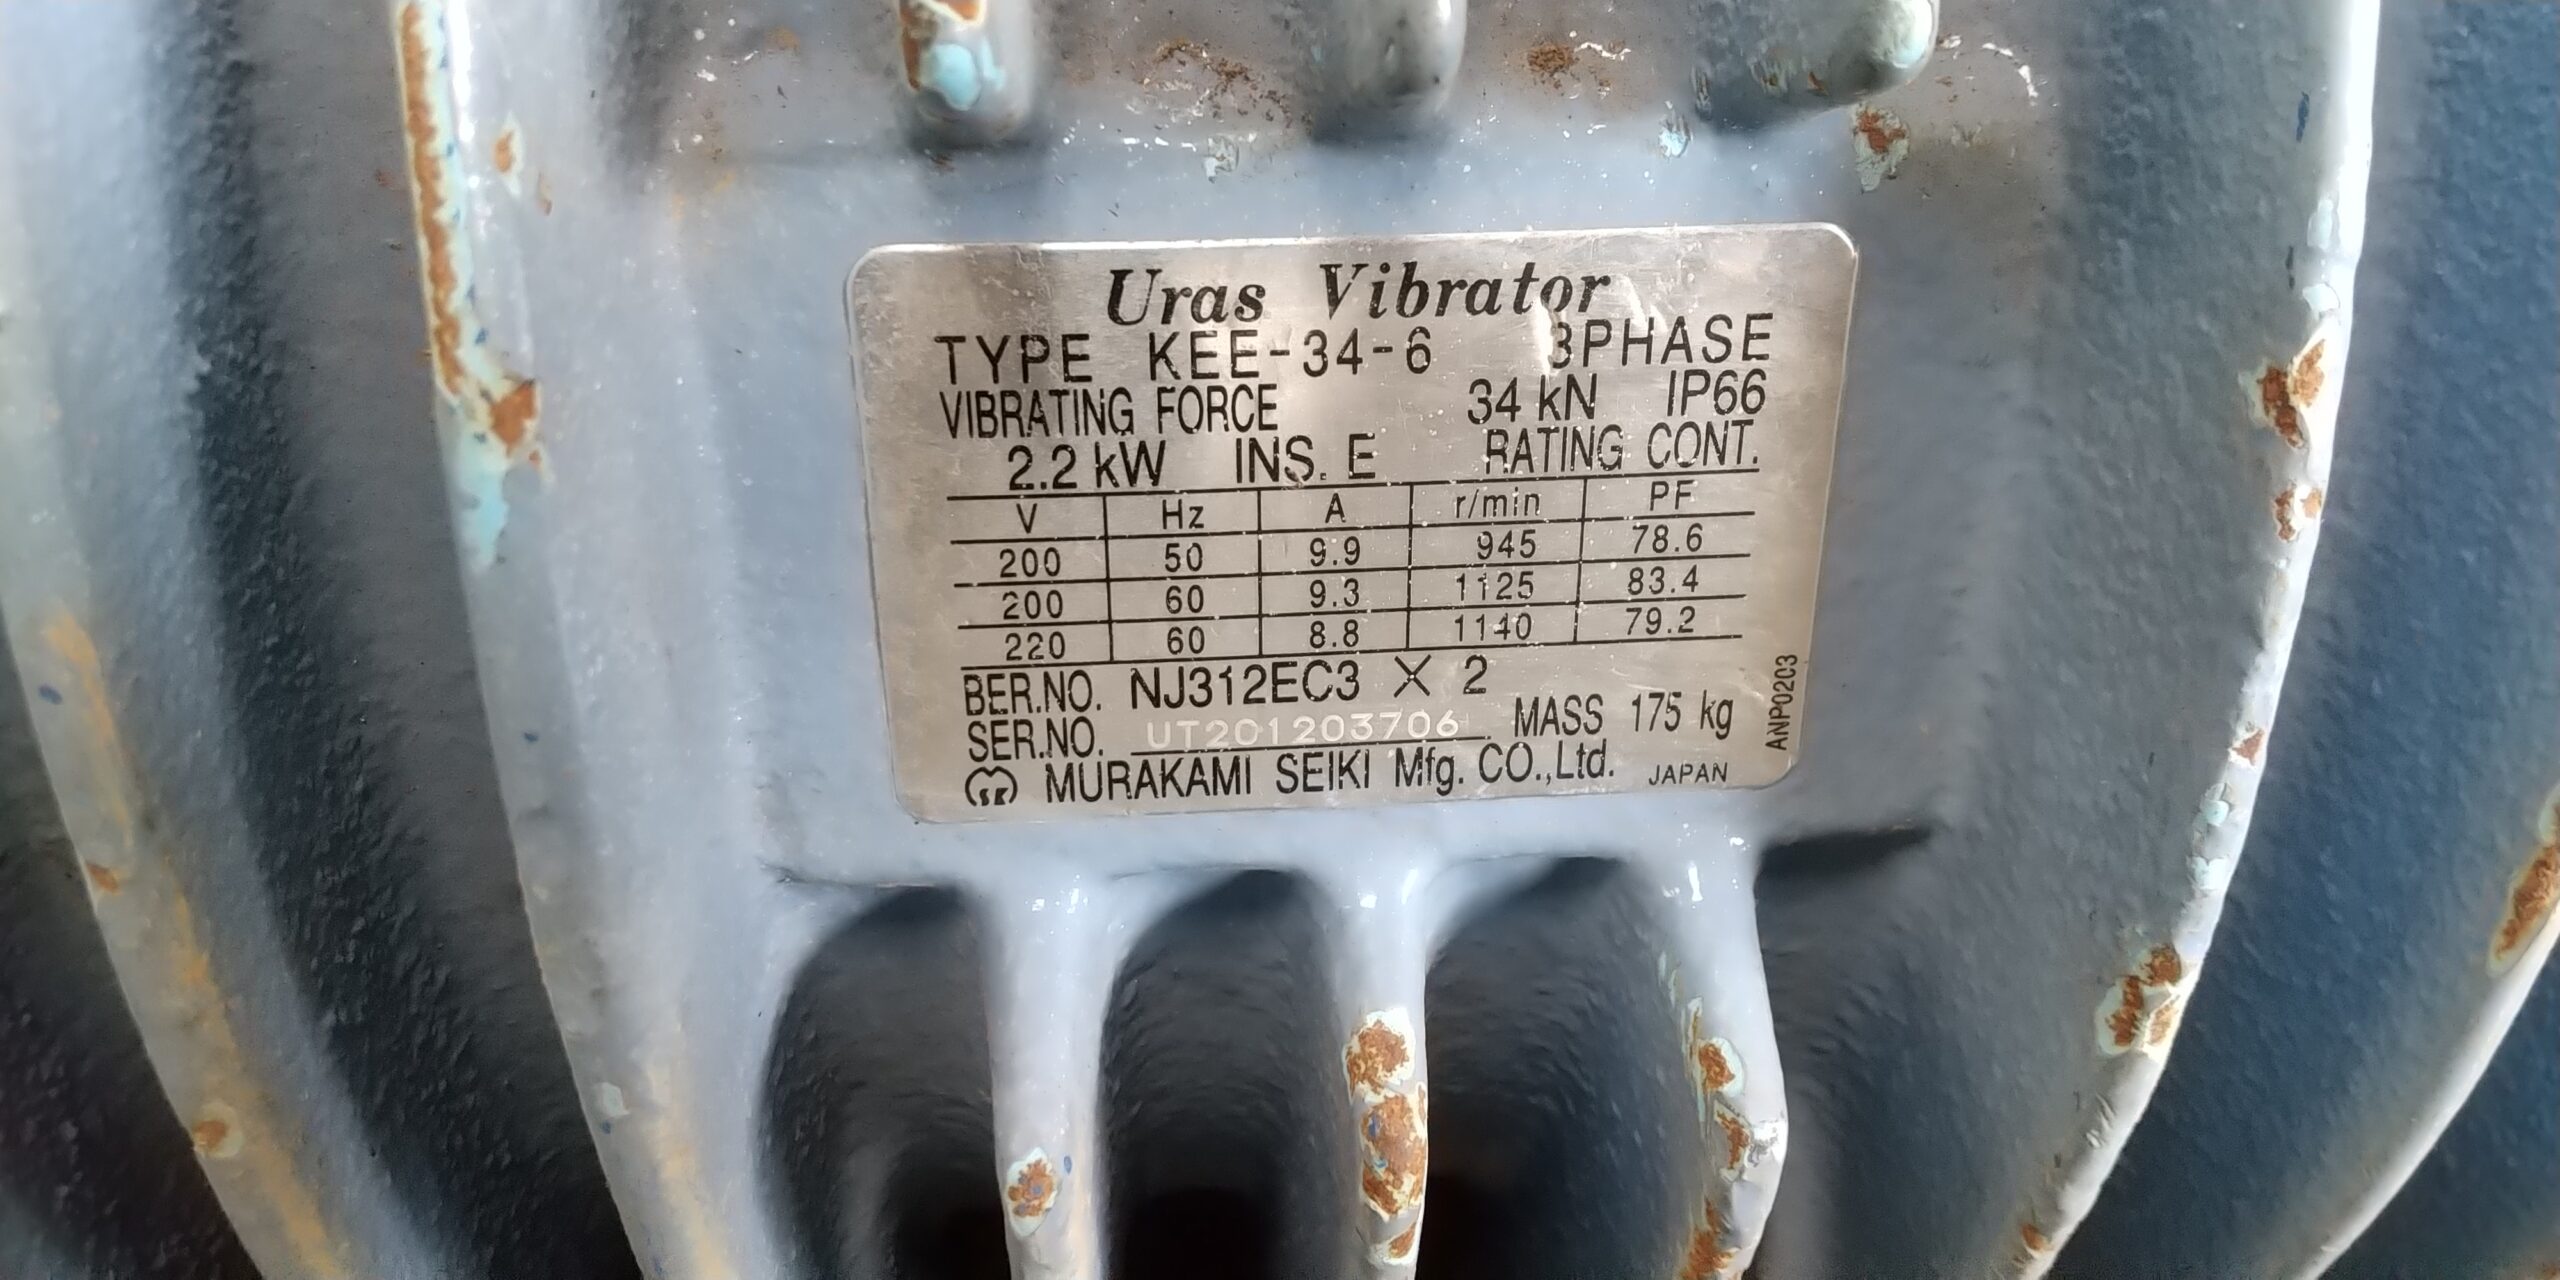 Uras Vibrator
TYPE KEE-34-6 3PHASE
VIBRATING FORCE 34 kN IP66
2.2 kW INS. E RATING CONT.
V Hz A r/min PF
200 50 9.9 945 78.6
200 60 9.3 1125 83.4
220 60 8.8 1140 79.2
BER.NO. NJ312EC3 × 2
SER.NO. UT201203706 MASS 175 kg
MURAKAMI SEIKI Mfg. CO.,Ltd. JAPAN
ANP0203